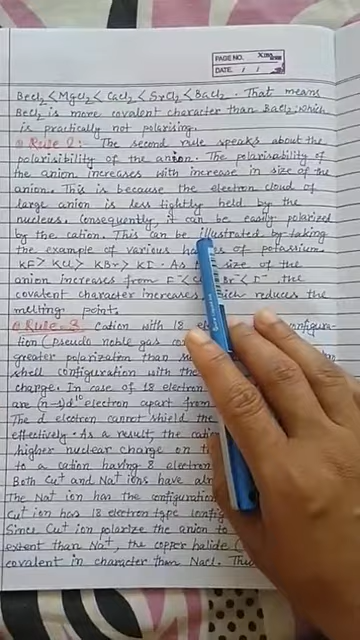 PAGE NO.
DATE. / /
BeCl2 < MgCl2 < CaCl2 < SrCl2 < BaCl2. That means
BeCl2 is more covalent character than BaCl2, which
is practically not polarising.
Rule 2: The second rule speaks about the
polarisibility of the anion. The polarisability of
the anion increases with increase in size of the
anion. This is because the electron cloud of
large anion is less tightly held by the
nucleus. Consequently, it can be easily polarized
by the cation. This can be illustrated by taking
the example of various of potassium.
KF > KCl > KBr > KI. As size of the
anion increases from F- < Br- < I- the
covalent character increases which reduces the
melting point.
Rule-3 Cation with 18 configura-
tion (pseudo noble gas
greater polarization than
shell configuration with the
charge. In case of 18 electron
are (n-1)d10 electron apart from
The d electron cannot shield the
effectively. As a result, the cation
higher nuclear charge on
to a cation having 8 electron
Both Cu+ and Na+ ions have
The Na+ ion has the configuration
Cu+ ion has 18 electron type
Since Cu+ ion polarize the anion to
extent than Na+, the copper halide
covalent in character than NaCl.